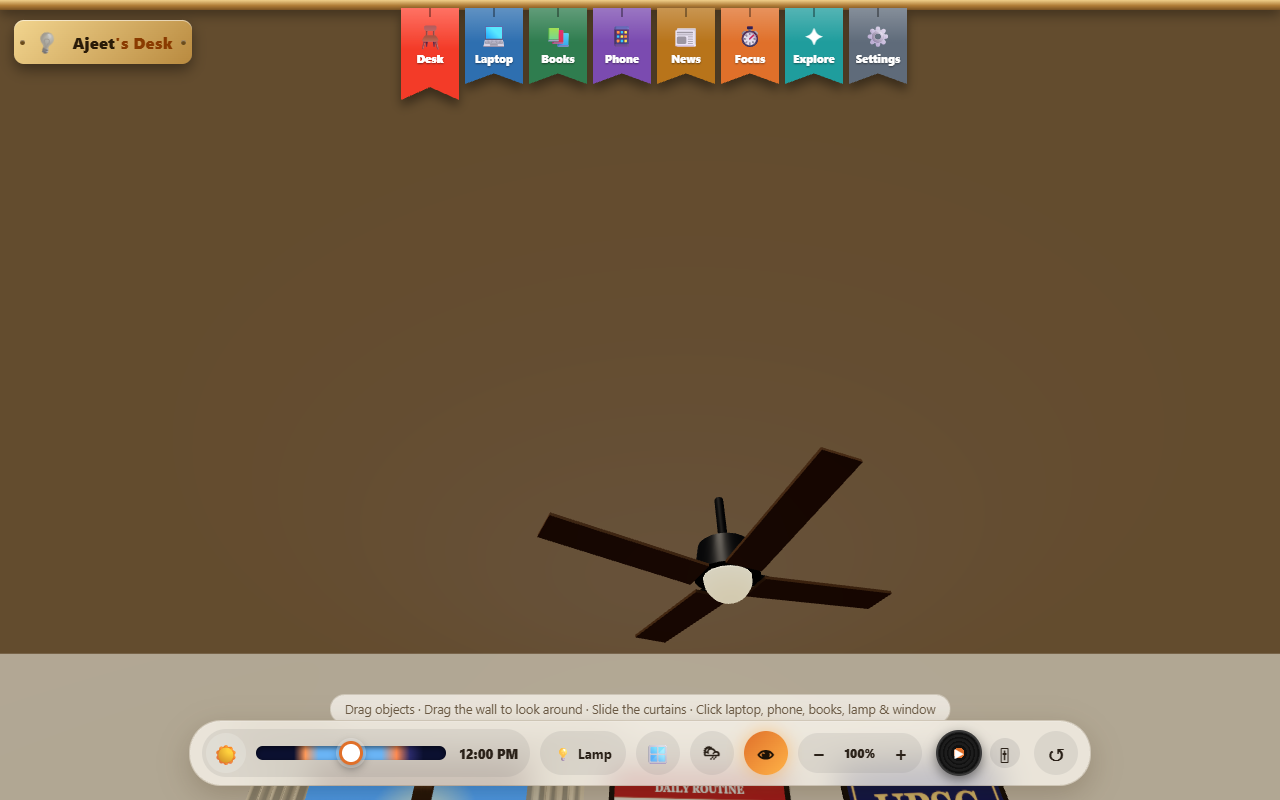 Ajeet's Desk
Desk
Laptop
Books
Phone
News
Focus
Explore
Settings
Drag objects · Drag the wall to look around · Slide the curtains · Click laptop, phone, books, lamp & window
12:00 PM
Lamp
− 100% +
DAILY ROUTINE
UPSC